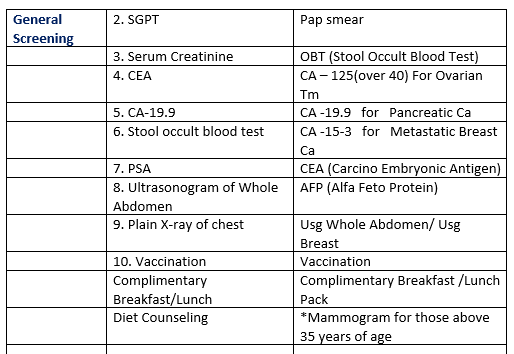 General 2. SGPT Pap smear
Screening
3. Serum Creatinine OBT (Stool Occult Blood Test)
4. CEA CA – 125(over 40) For Ovarian
Tm
5. CA-19.9 CA -19.9 for Pancreatic Ca
6. Stool occult blood test CA -15-3 for Metastatic Breast
Ca
7. PSA CEA (Carcino Embryonic Antigen)
8. Ultrasonogram of Whole AFP (Alfa Feto Protein)
Abdomen
9. Plain X-ray of chest Usg Whole Abdomen/ Usg
Breast
10. Vaccination Vaccination
Complimentary Complimentary Breakfast /Lunch
Breakfast/Lunch Pack
Diet Counseling *Mammogram for those above
35 years of age